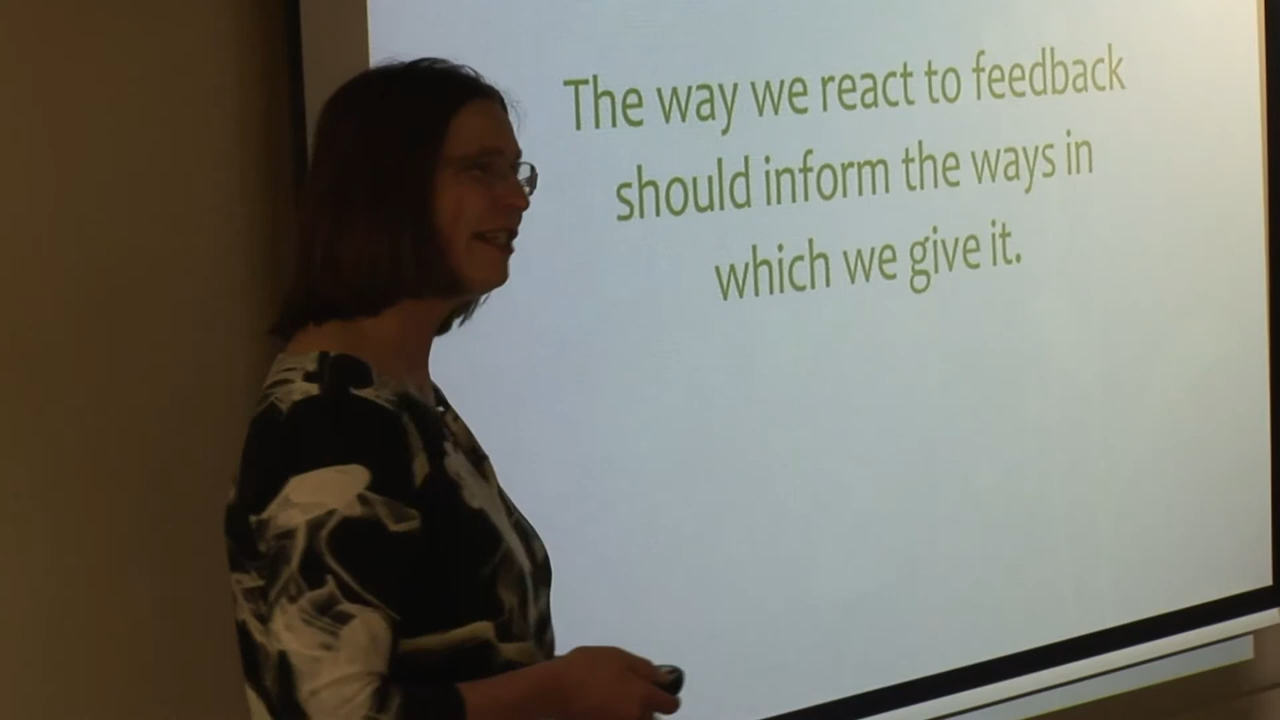 The way we react to feedback
should inform the ways in
which we give it.